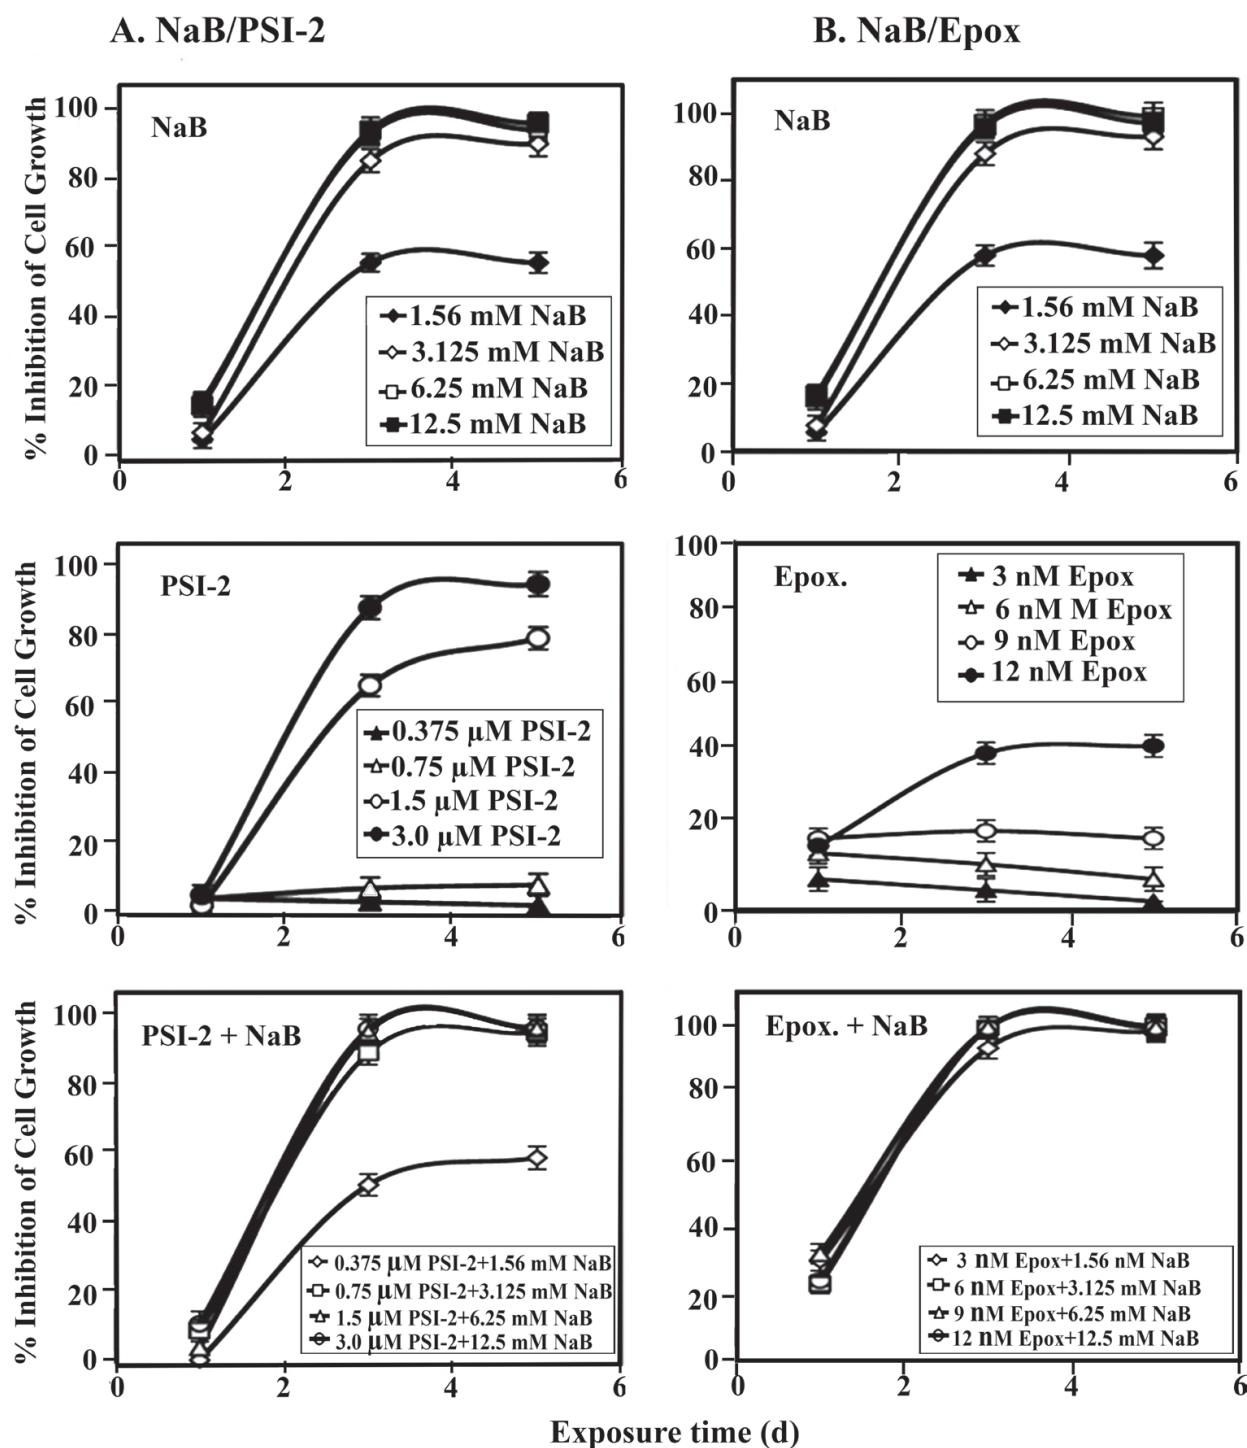 A. NaB/PSI-2
B. NaB/Epox
% Inhibition of Cell Growth
100
80
60
40
20
0
NaB
1.56 mM NaB
3.125 mM NaB
6.25 mM NaB
12.5 mM NaB
0 2 4 6
100
80
60
40
20
0
NaB
1.56 mM NaB
3.125 mM NaB
6.25 mM NaB
12.5 mM NaB
0 2 4 6
% Inhibition of Cell Growth
100
80
60
40
20
0
PSI-2
0.375 µM PSI-2
0.75 µM PSI-2
1.5 µM PSI-2
3.0 µM PSI-2
0 2 4 6
100
80
60
40
20
0
Epox.
3 nM Epox
6 nM M Epox
9 nM Epox
12 nM Epox
0 2 4 6
% Inhibition of Cell Growth
100
80
60
40
20
0
PSI-2 + NaB
0.375 µM PSI-2+1.56 mM NaB
0.75 µM PSI-2+3.125 mM NaB
1.5 µM PSI-2+6.25 mM NaB
3.0 µM PSI-2+12.5 mM NaB
0 2 4 6
100
80
60
40
20
0
Epox. + NaB
3 nM Epox+1.56 nM NaB
6 nM Epox+3.125 mM NaB
9 nM Epox+6.25 mM NaB
12 nM Epox+12.5 mM NaB
0 2 4 6
Exposure time (d)